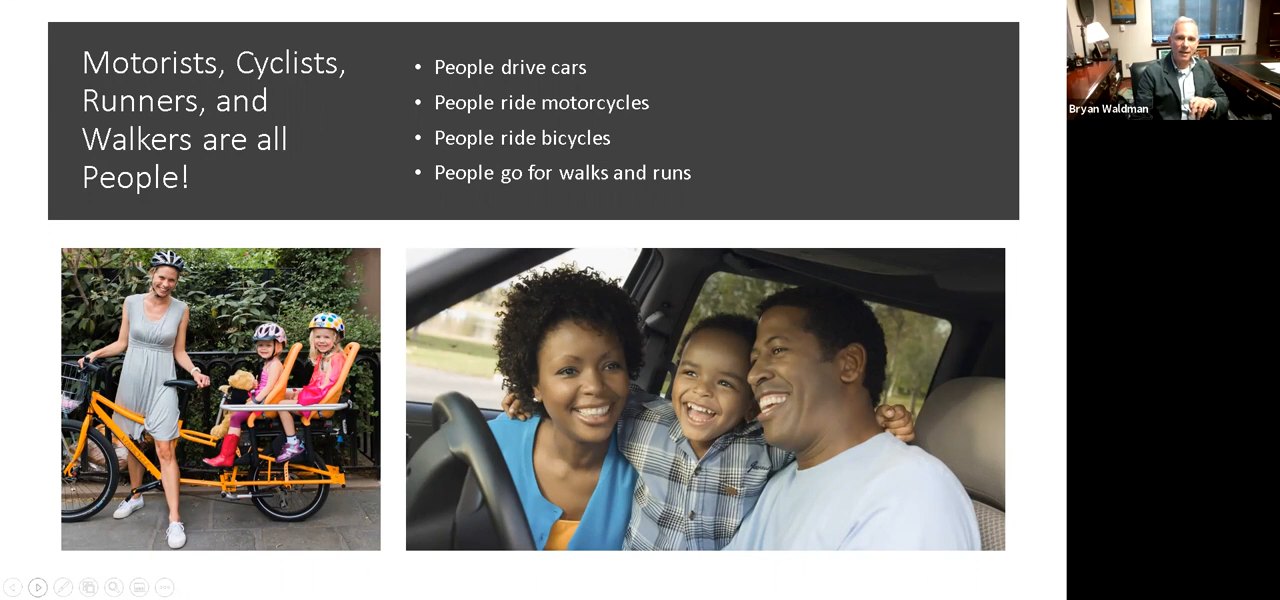 Motorists, Cyclists,
Runners, and
Walkers are all
People!
• People drive cars
• People ride motorcycles
• People ride bicycles
• People go for walks and runs
Bryan Waldman